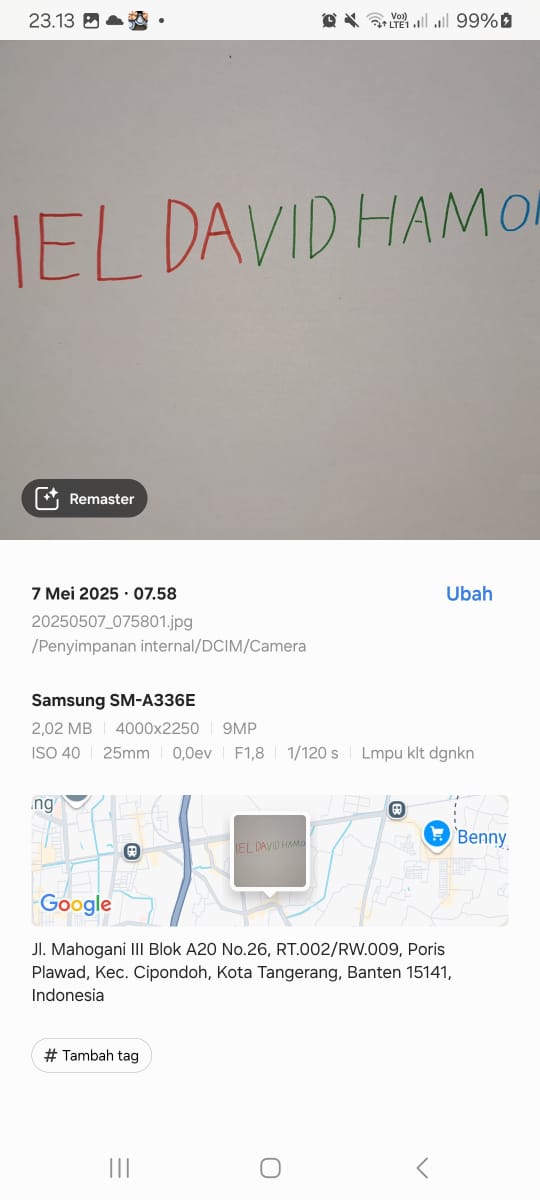 23.13
Vo))
LTE1
99%
IEL DAVID HAMO
Remaster
7 Mei 2025 · 07.58
Ubah
20250507_075801.jpg
/Penyimpanan internal/DCIM/Camera
Samsung SM-A336E
2,02 MB | 4000x2250 | 9MP
ISO 40 | 25mm | 0,0ev | F1,8 | 1/120 s | Lmpu klt dgnkn
ng
IEL DAVID HAMO
Benny
Google
Jl. Mahogani III Blok A20 No.26, RT.002/RW.009, Poris
Plawad, Kec. Cipondoh, Kota Tangerang, Banten 15141,
Indonesia
# Tambah tag